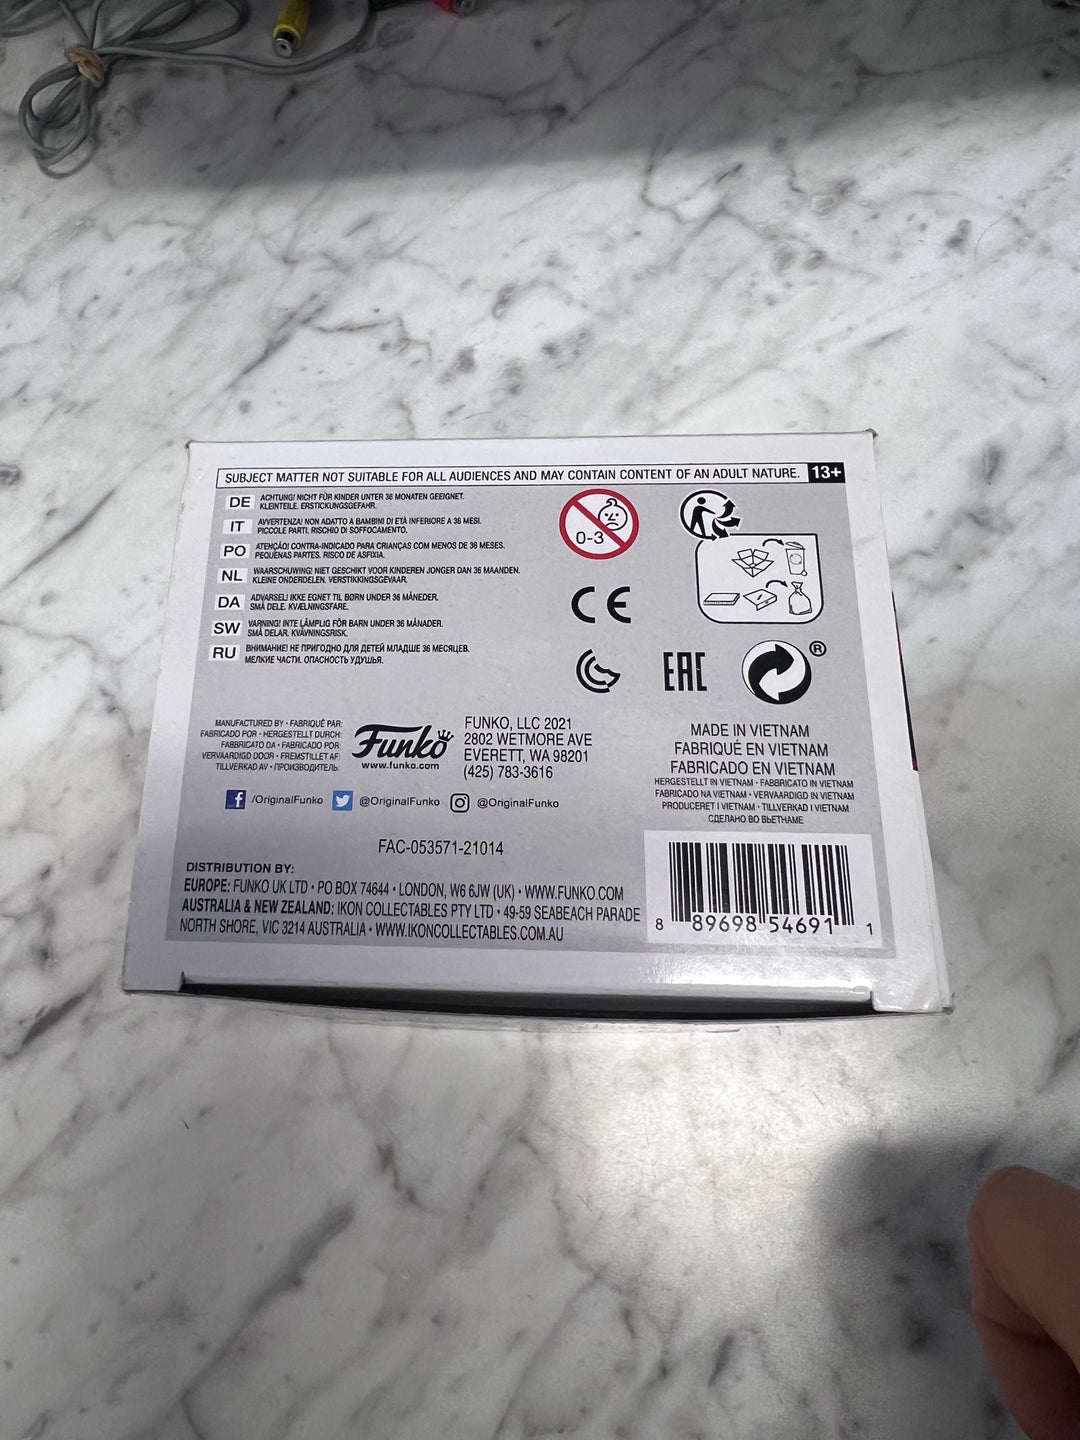 SUBJECT MATTER NOT SUITABLE FOR ALL AUDIENCES AND MAY CONTAIN CONTENT OF AN ADULT NATURE. 13+
DE ACHTUNG! NICHT FÜR KINDER UNTER 36 MONATEN GEEIGNET.
KLEINTEILE. ERSTICKUNGSGEFAHR.
IT AVVERTENZA! NON ADATTO A BAMBINI DI ETÀ INFERIORE A 36 MESI.
PICCOLE PARTI. RISCHIO DI SOFFOCAMENTO.
PO ATENÇÃO! CONTRA-INDICADO PARA CRIANÇAS COM MENOS DE 36 MESES.
PEQUENAS PARTES. RISCO DE ASFIXIA.
NL WAARSCHUWING! NIET GESCHIKT VOOR KINDEREN JONGER DAN 36 MAANDEN.
KLEINE ONDERDELEN. VERSTIKKINGSGEVAAR.
DA ADVARSEL! IKKE EGNET TIL BØRN UNDER 36 MÅNEDER.
SMÅ DELE. KVÆLNINGSFARE.
SW VARNING! INTE LÄMPLIG FÖR BARN UNDER 36 MÅNADER.
SMÅ DELAR. KVÄVNINGSRISK.
RU ВНИМАНИЕ! НЕ ПРИГОДНО ДЛЯ ДЕТЕЙ МЛАДШЕ 36 МЕСЯЦЕВ.
МЕЛКИЕ ЧАСТИ. ОПАСНОСТЬ УДУШЬЯ.
0-3
CE
EAC
®
MANUFACTURED BY • FABRIQUÉ PAR:
FABRICADO POR • HERGESTELLT DURCH:
FABBRICATO DA • FABRICADO POR
VERVAARDIGD DOOR • FREMSTILLET AF:
TILLVERKAD AV • ПРОИЗВОДИТЕЛЬ:
Funko
www.funko.com
FUNKO, LLC 2021
2802 WETMORE AVE
EVERETT, WA 98201
(425) 783-3616
/OriginalFunko @OriginalFunko @OriginalFunko
MADE IN VIETNAM
FABRIQUÉ EN VIETNAM
FABRICADO EN VIETNAM
HERGESTELLT IN VIETNAM • FABBRICATO IN VIETNAM
FABRICADO NA VIETNAM • VERVAARDIGD IN VIETNAM
PRODUCERET I VIETNAM • TILLVERKAD I VIETNAM
СДЕЛАНО ВО ВЬЕТНАМЕ
FAC-053571-21014
DISTRIBUTION BY:
EUROPE: FUNKO UK LTD • PO BOX 74644 • LONDON, W6 6JW (UK) • WWW.FUNKO.COM
AUSTRALIA & NEW ZEALAND: IKON COLLECTABLES PTY LTD • 49-59 SEABEACH PARADE
NORTH SHORE, VIC 3214 AUSTRALIA • WWW.IKONCOLLECTABLES.COM.AU
8 89698 54691 1